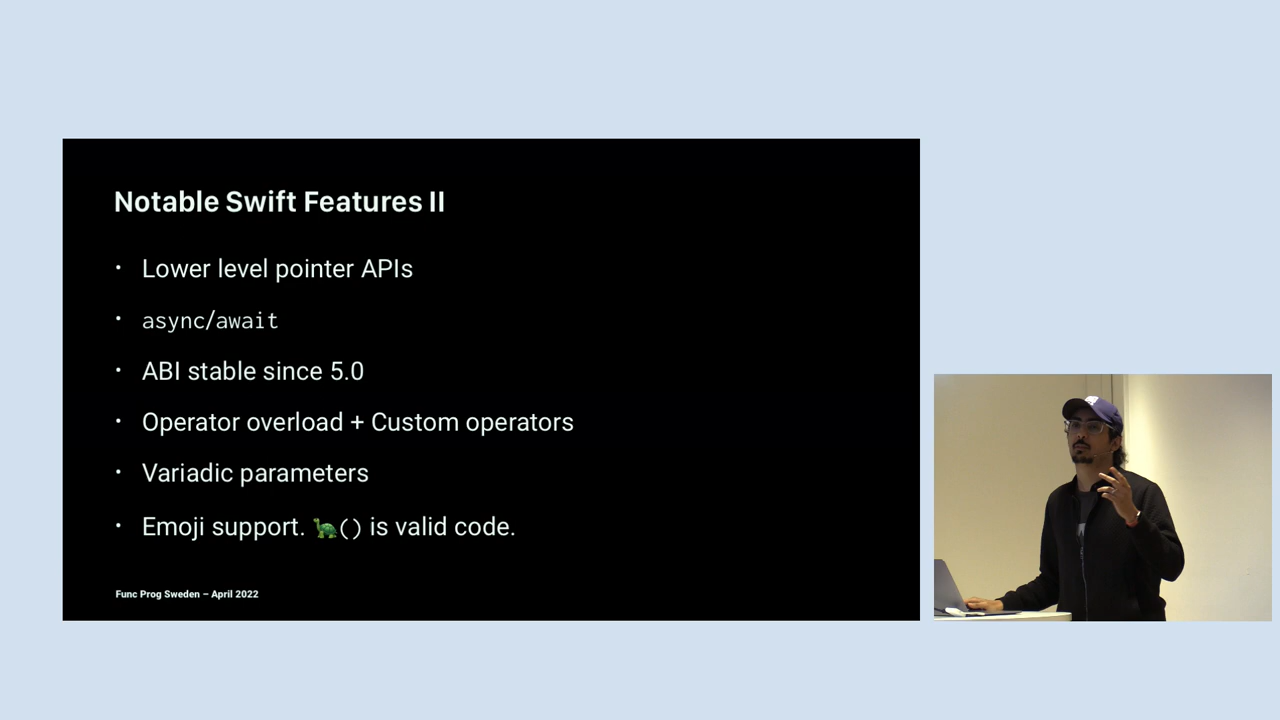 Notable Swift Features II
• Lower level pointer APIs
• async/await
• ABI stable since 5.0
• Operator overload + Custom operators
• Variadic parameters
• Emoji support. 🐢() is valid code.
Func Prog Sweden – April 2022